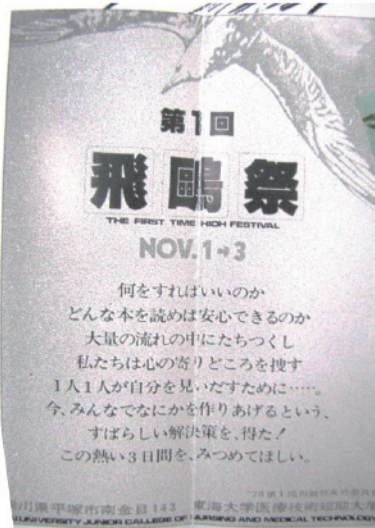 第1回
飛鷗祭
THE FIRST TIME HIGH FESTIVAL
NOV.1→3
何をすればいいのか
どんな本を読めば安心できるのか
大量の流れの中にたちつくし
私たちは心の寄りどころを捜す
1人1人が自分を見いだすために……。
今、みんなでなにかを作りあげるという、
すばらしい解決策を、得た！
この熱い3日間を、みつめてほしい。
川県平塚市南金目143 東海大学医療技術短期大
UNIVERSITY JUNIOR CALLEGE OF NURSING AND MEDICAL TECHNOLOGY